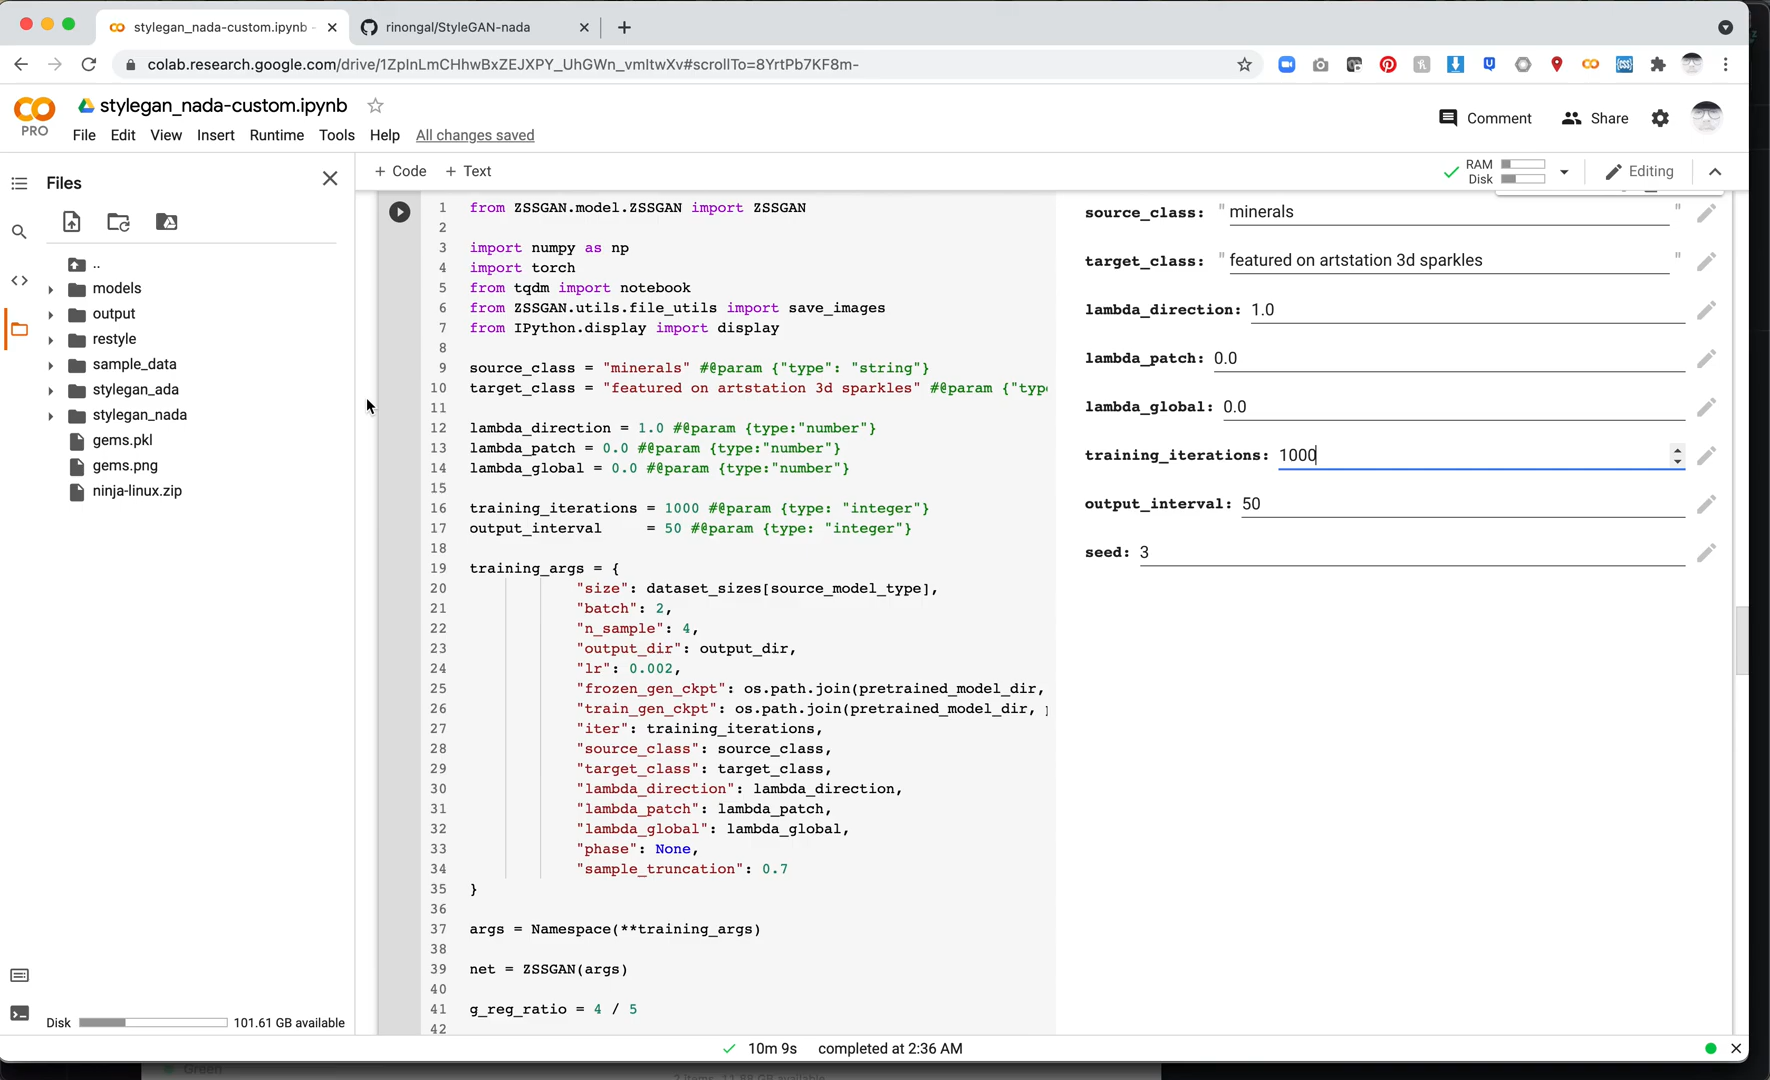 stylegan_nada-custom.ipynb
rinongal/StyleGAN-nada
colab.research.google.com/drive/1ZpInLmCHhwBxZEJXPY_UhGWn_vmltwXv#scrollTo=8YrtPb7KF8m-
PRO
stylegan_nada-custom.ipynb
File Edit View Insert Runtime Tools Help All changes saved
Comment
Share
Files
+ Code + Text
RAM
Disk
Editing
..
models
output
restyle
sample_data
stylegan_ada
stylegan_nada
gems.pkl
gems.png
ninja-linux.zip
Disk 101.61 GB available
1 from ZSSGAN.model.ZSSGAN import ZSSGAN
2
3 import numpy as np
4 import torch
5 from tqdm import notebook
6 from ZSSGAN.utils.file_utils import save_images
7 from IPython.display import display
8
9 source_class = "minerals" #@param {"type": "string"}
10 target_class = "featured on artstation 3d sparkles" #@param {"type
11
12 lambda_direction = 1.0 #@param {type:"number"}
13 lambda_patch = 0.0 #@param {type:"number"}
14 lambda_global = 0.0 #@param {type:"number"}
15
16 training_iterations = 1000 #@param {type: "integer"}
17 output_interval     = 50 #@param {type: "integer"}
18
19 training_args = {
20 "size": dataset_sizes[source_model_type],
21 "batch": 2,
22 "n_sample": 4,
23 "output_dir": output_dir,
24 "lr": 0.002,
25 "frozen_gen_ckpt": os.path.join(pretrained_model_dir,
26 "train_gen_ckpt": os.path.join(pretrained_model_dir,
27 "iter": training_iterations,
28 "source_class": source_class,
29 "target_class": target_class,
30 "lambda_direction": lambda_direction,
31 "lambda_patch": lambda_patch,
32 "lambda_global": lambda_global,
33 "phase": None,
34 "sample_truncation": 0.7
35 }
36
37 args = Namespace(**training_args)
38
39 net = ZSSGAN(args)
40
41 g_reg_ratio = 4 / 5
42
source_class: " minerals "
target_class: " featured on artstation 3d sparkles "
lambda_direction: 1.0
lambda_patch: 0.0
lambda_global: 0.0
training_iterations: 1000
output_interval: 50
seed: 3
10m 9s completed at 2:36 AM
Green